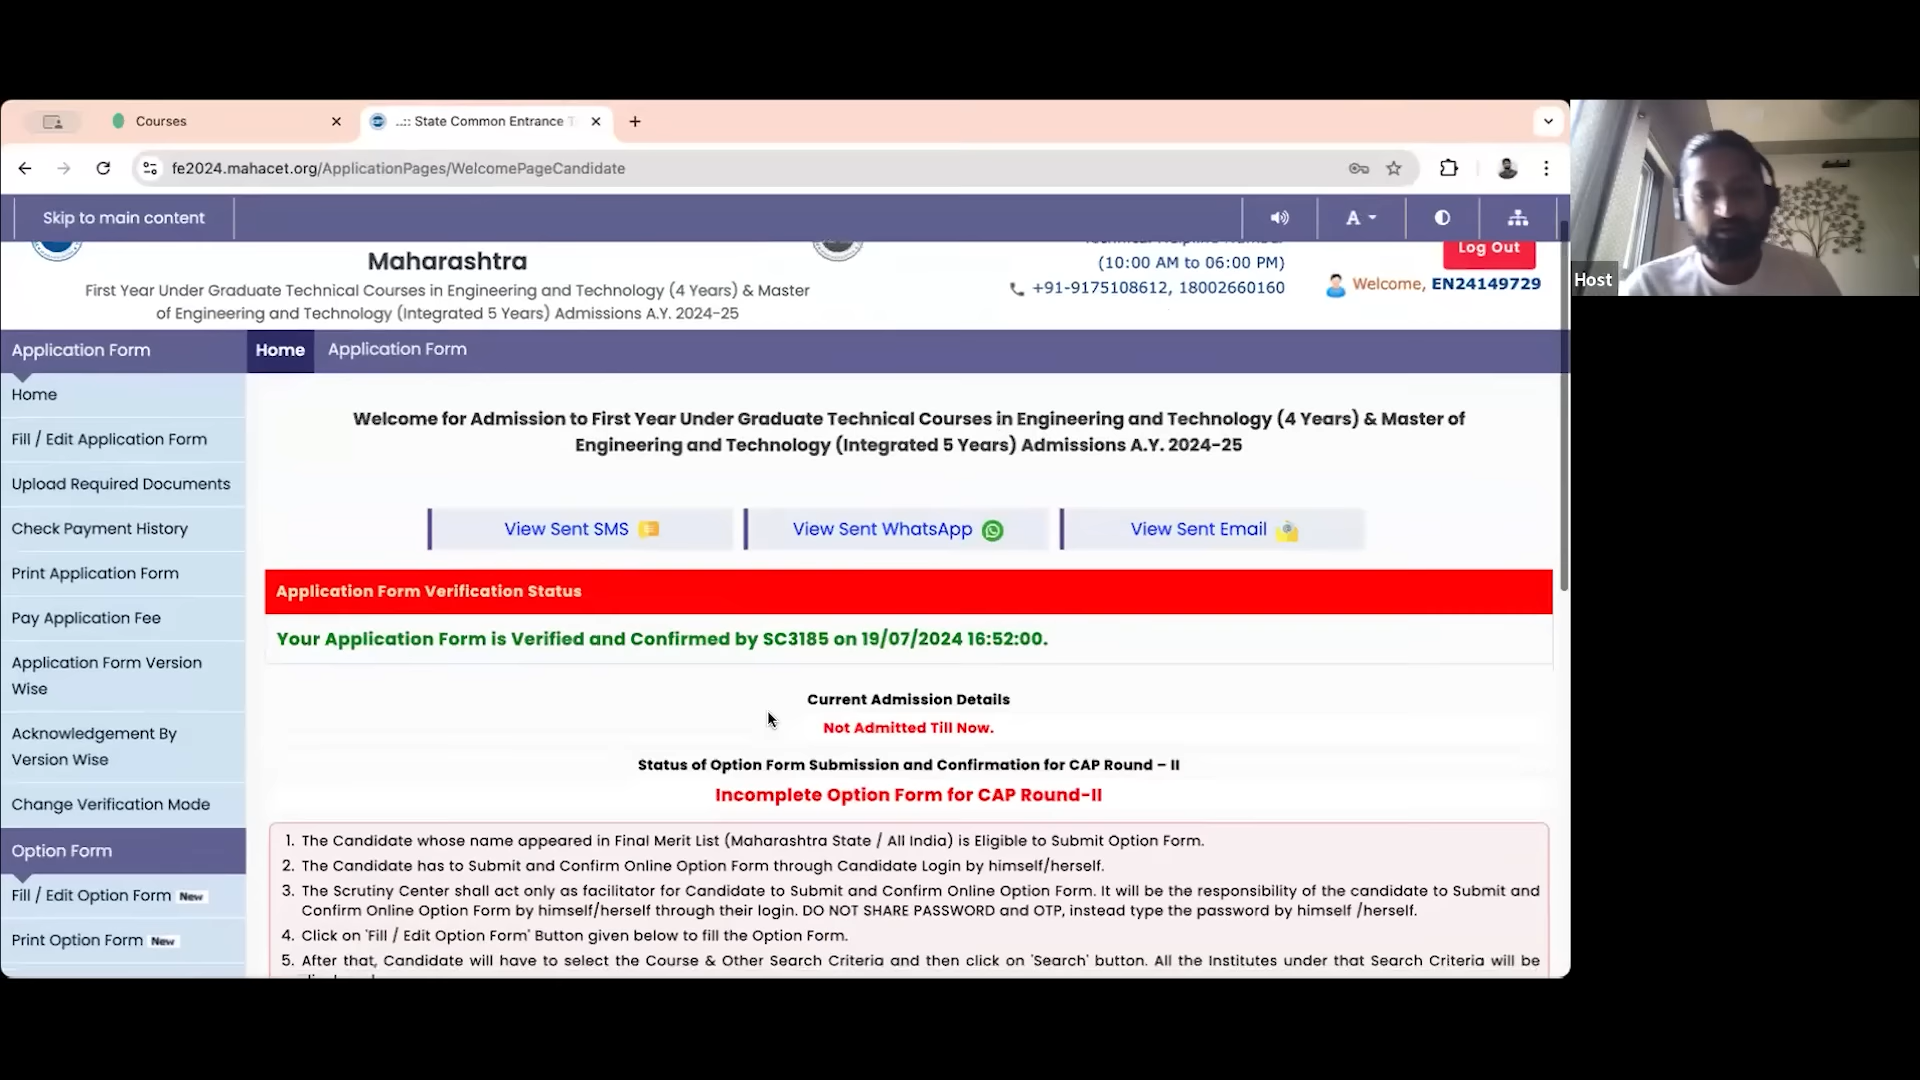 Courses
..:: State Common Entrance T
fe2024.mahacet.org/ApplicationPages/WelcomePageCandidate
Skip to main content
A
Maharashtra
First Year Under Graduate Technical Courses in Engineering and Technology (4 Years) & Master
of Engineering and Technology (Integrated 5 Years) Admissions A.Y. 2024-25
(10:00 AM to 06:00 PM)
+91-9175108612, 18002660160
Log Out
Welcome, EN24149729
Host
Application Form
Home
Application Form
Home
Fill / Edit Application Form
Upload Required Documents
Check Payment History
Print Application Form
Pay Application Fee
Application Form Version
Wise
Acknowledgement By
Version Wise
Change Verification Mode
Option Form
Fill / Edit Option Form New
Print Option Form New
Welcome for Admission to First Year Under Graduate Technical Courses in Engineering and Technology (4 Years) & Master of
Engineering and Technology (Integrated 5 Years) Admissions A.Y. 2024-25
View Sent SMS
View Sent WhatsApp
View Sent Email
Application Form Verification Status
Your Application Form is Verified and Confirmed by SC3185 on 19/07/2024 16:52:00.
Current Admission Details
Not Admitted Till Now.
Status of Option Form Submission and Confirmation for CAP Round – II
Incomplete Option Form for CAP Round-II
1. The Candidate whose name appeared in Final Merit List (Maharashtra State / All India) is Eligible to Submit Option Form.
2. The Candidate has to Submit and Confirm Online Option Form through Candidate Login by himself/herself.
3. The Scrutiny Center shall act only as facilitator for Candidate to Submit and Confirm Online Option Form. It will be the responsibility of the candidate to Submit and
Confirm Online Option Form by himself/herself through their login. DO NOT SHARE PASSWORD and OTP, instead type the password by himself /herself.
4. Click on 'Fill / Edit Option Form' Button given below to fill the Option Form.
5. After that, Candidate will have to select the Course & Other Search Criteria and then click on 'Search' button. All the Institutes under that Search Criteria will be